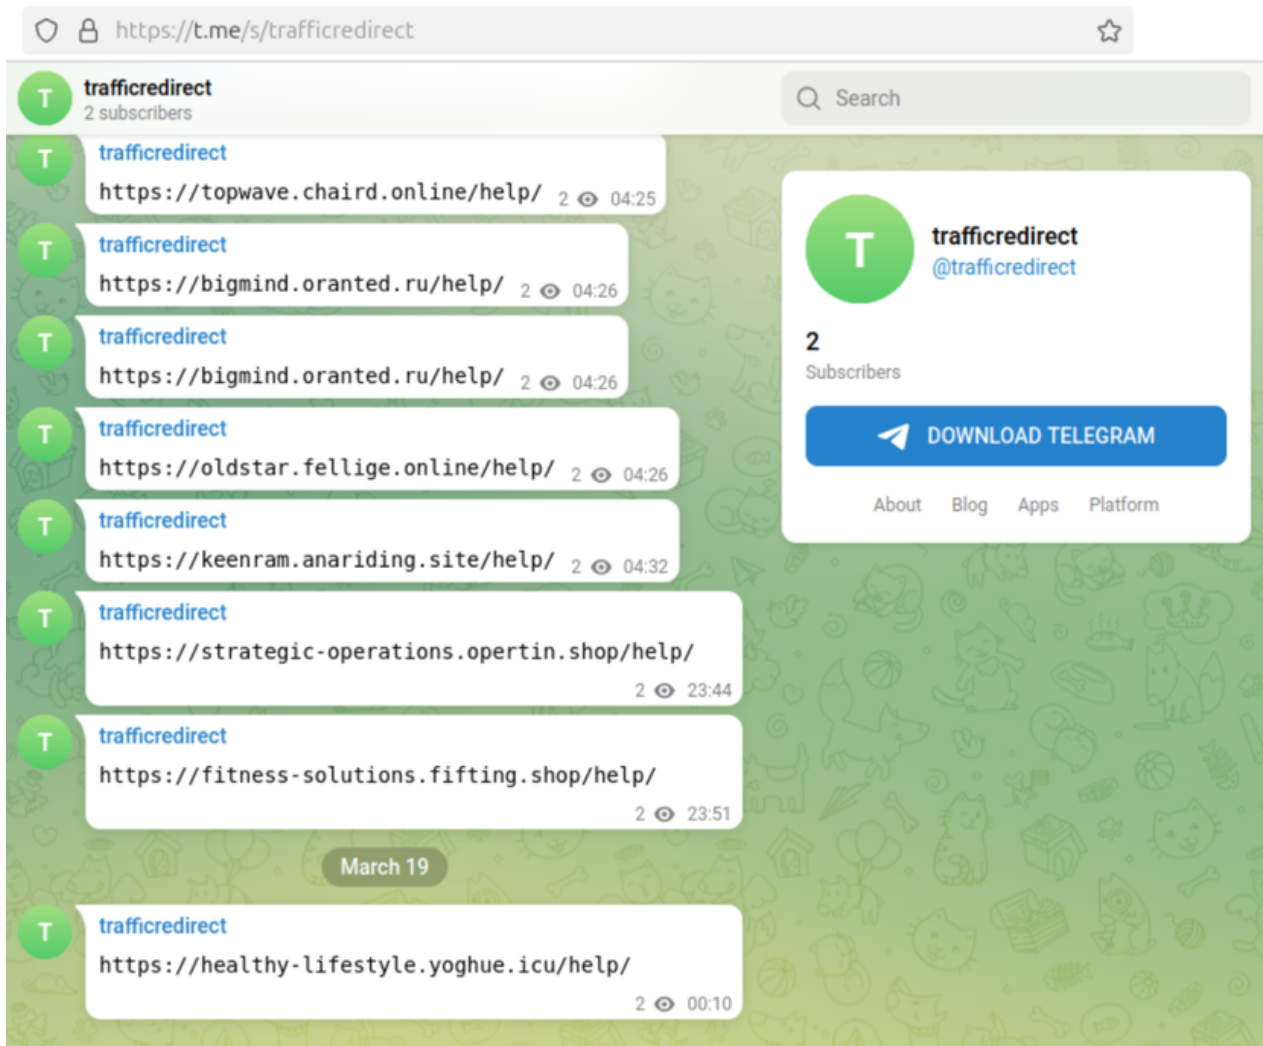 https://t.me/s/trafficredirect
T
trafficredirect
2 subscribers
Search
T
trafficredirect
https://topwave.chaird.online/help/ 2 04:25
T
trafficredirect
https://bigmind.oranted.ru/help/ 2 04:26
T
trafficredirect
https://bigmind.oranted.ru/help/ 2 04:26
T
trafficredirect
https://oldstar.fellige.online/help/ 2 04:26
T
trafficredirect
https://keenram.anariding.site/help/ 2 04:32
T
trafficredirect
https://strategic-operations.opertin.shop/help/
2 23:44
T
trafficredirect
https://fitness-solutions.fifting.shop/help/
2 23:51
March 19
T
trafficredirect
https://healthy-lifestyle.yoghue.icu/help/
2 00:10
T
trafficredirect
@trafficredirect
2
Subscribers
DOWNLOAD TELEGRAM
About Blog Apps Platform